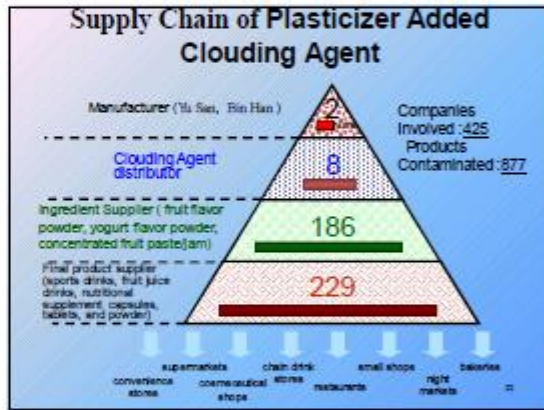 Supply Chain of Plasticizer Added
Clouding Agent
Manufacturer (Yu San, Bin Han )
2
Companies
Involved :425
Products
Contaminated :877
Clouding Agent
distributor
8
Ingredient Supplier ( fruit flavor
powder, yogurt flavor powder,
concentrated fruit paste/jam)
186
Final product supplier
(sports drinks, fruit juice
drinks, nutritional
supplement, capsules,
tablets, and powder)
229
supermarkets
chain drink
stores
small shops
bakeries
convenience
stores
cosmeceutical
shops
restaurants
night
markets